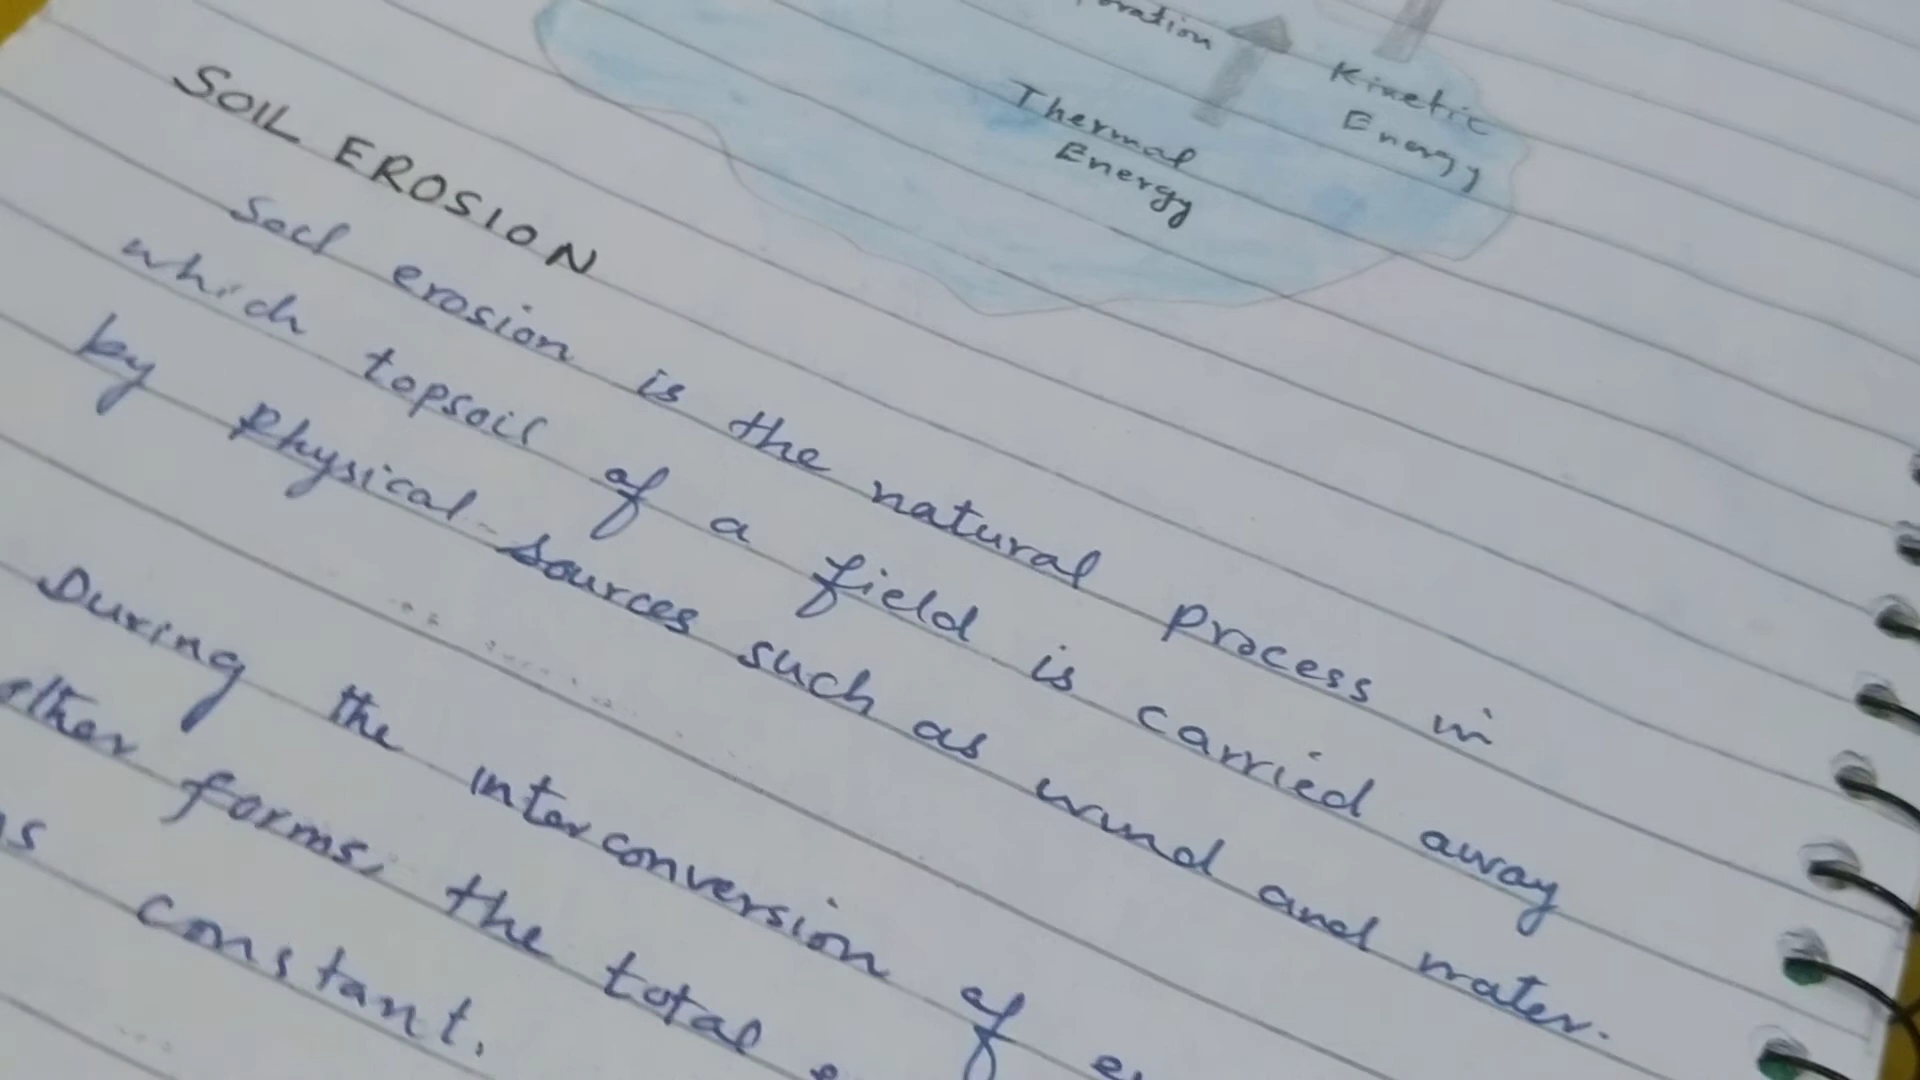 Kinetic
Energy
Thermal
Energy
SOIL EROSION
Soil erosion is the natural process in
which topsoil of a field is carried away
by physical sources such as wind and water.
During the interconversion of
other forms, the total
constant.